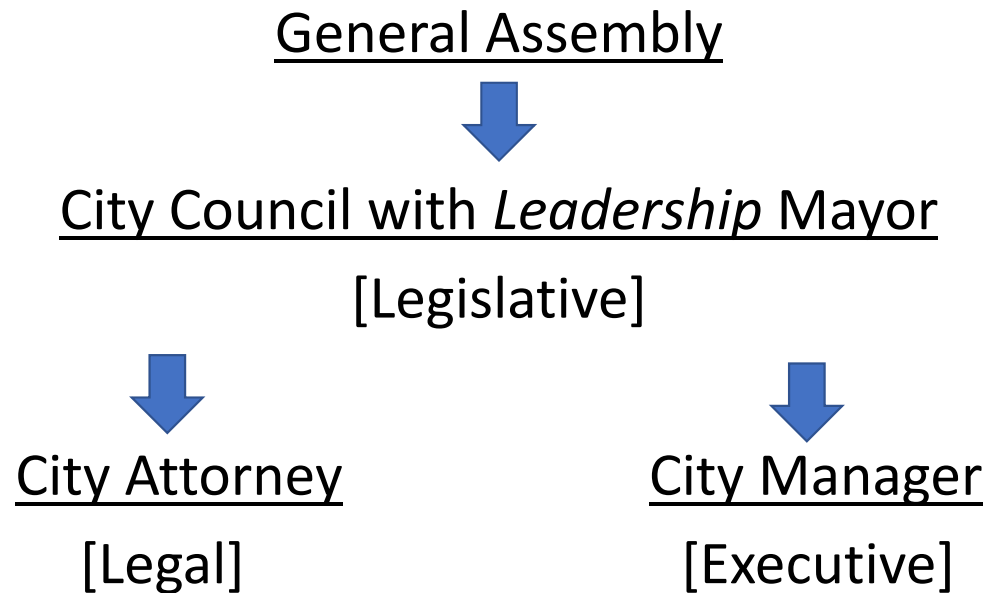 General Assembly
City Council with Leadership Mayor
[Legislative]
City Attorney
City Manager
[Legal]
[Executive]